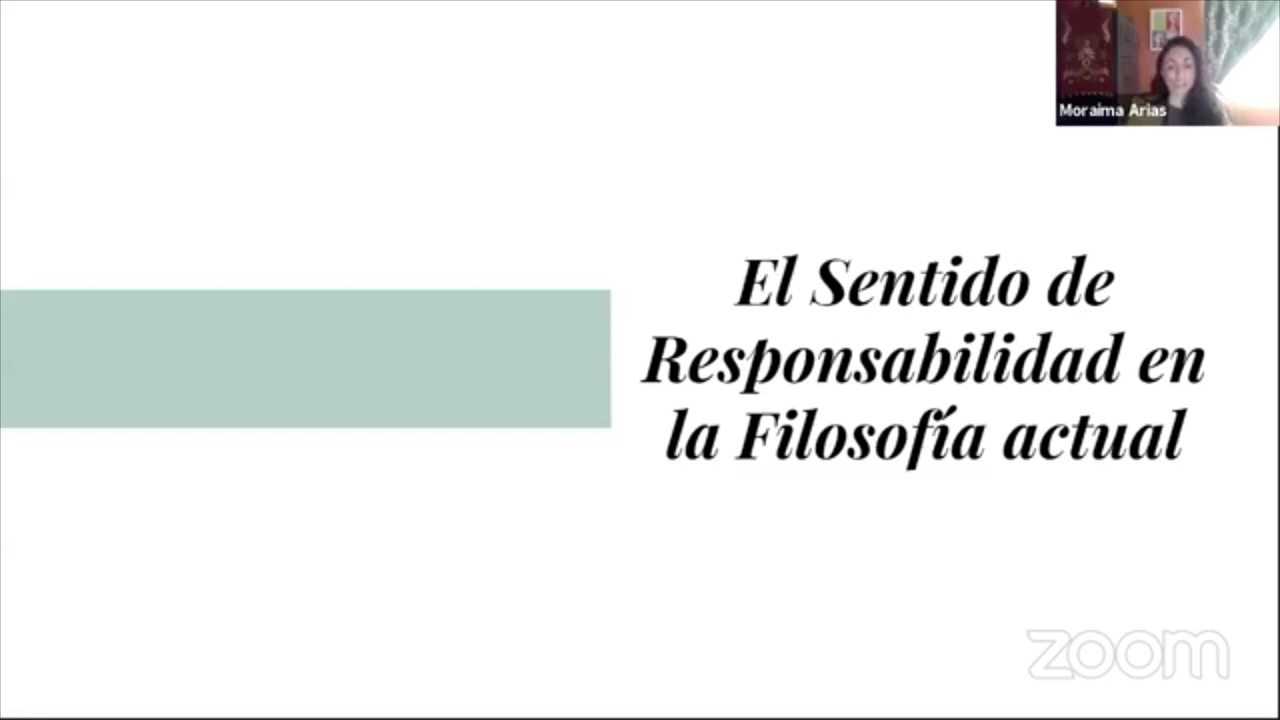 Moraima Arias
El Sentido de
Responsabilidad en
la Filosofía actual
zoom